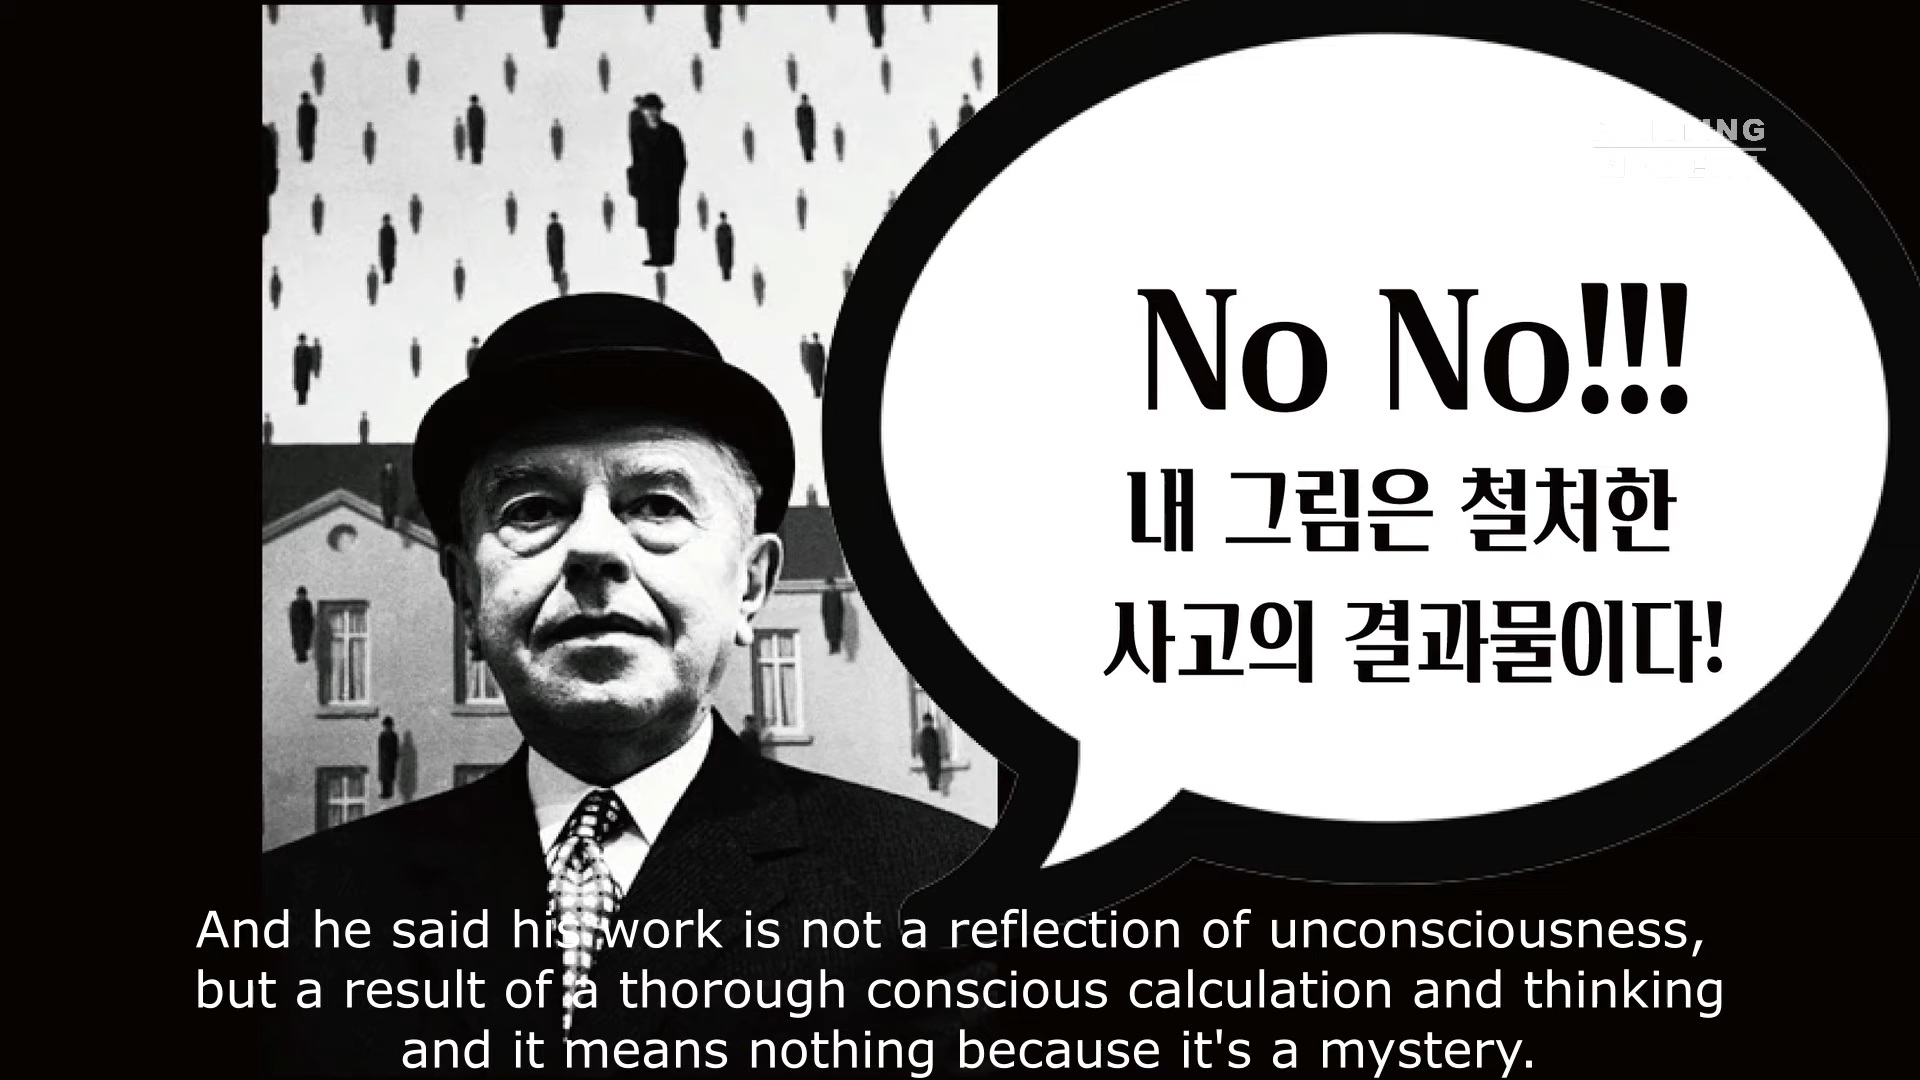 No No!!!
내 그림은 철처한
사고의 결과물이다!
And he said his work is not a reflection of unconsciousness,
but a result of a thorough conscious calculation and thinking
and it means nothing because it's a mystery.